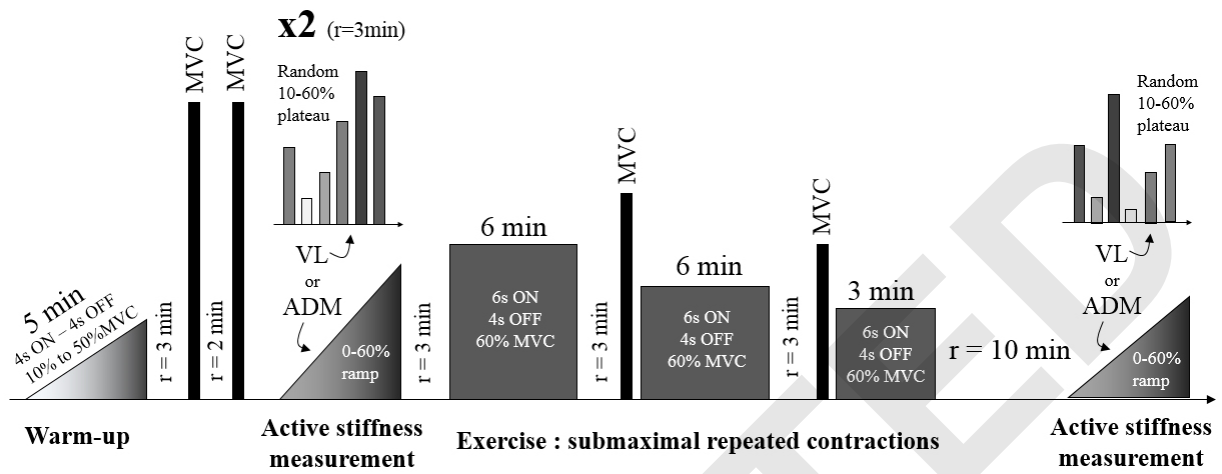 5 min
4s ON – 4s OFF
10% to 50%MVC
r = 3 min
MVC
r = 2 min
MVC
x2 (r=3min)
Random
10-60%
plateau
VL
or
ADM
0-60%
ramp
r = 3 min
6 min
6s ON
4s OFF
60% MVC
r = 3 min
MVC
6 min
6s ON
4s OFF
60% MVC
r = 3 min
MVC
3 min
6s ON
4s OFF
60% MVC
r = 10 min
Random
10-60%
plateau
VL
or
ADM
0-60%
ramp
Warm-up
Active stiffness
measurement
Exercise : submaximal repeated contractions
Active stiffness
measurement